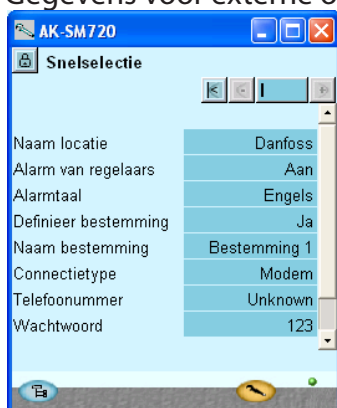 Gegevens voor externe o
AK-SM720
Snelselectie
Naam locatie Danfoss
Alarm van regelaars Aan
Alarmtaal Engels
Definieer bestemming Ja
Naam bestemming Bestemming 1
Connectietype Modem
Telefoonummer Unknown
Wachtwoord 123